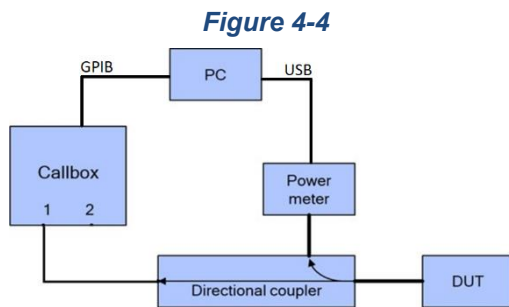 Figure 4-4
GPIB
PC
USB
Callbox
1 2
Power
meter
Directional coupler
DUT